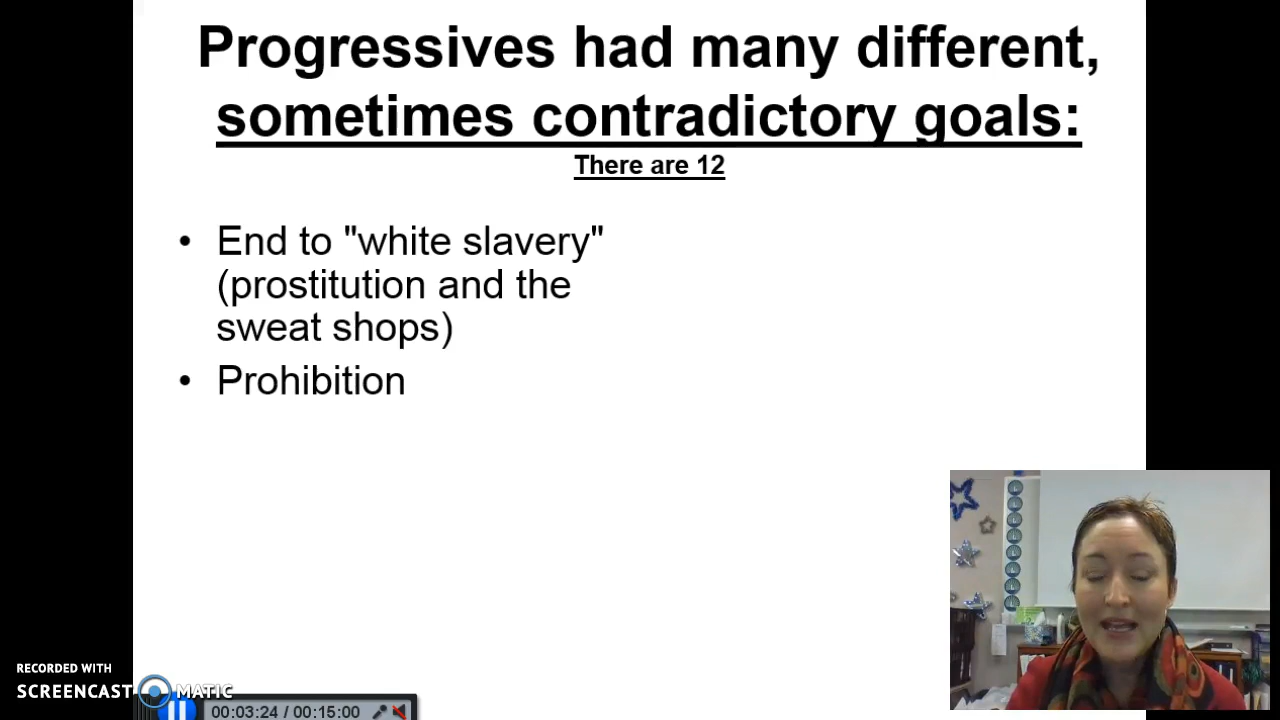 Progressives had many different,
sometimes contradictory goals:
There are 12
• End to "white slavery"
(prostitution and the
sweat shops)
• Prohibition
RECORDED WITH
SCREENCAST MATIC
00:03:24 / 00:15:00